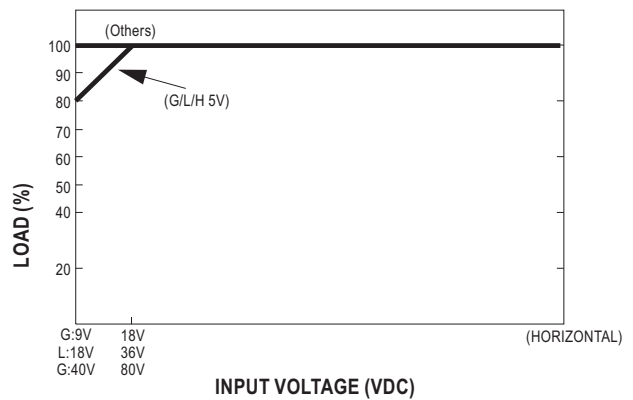 (Others)
100
90
(G/L/H 5V)
80
70
60
50
40
20
LOAD (%)
G:9V 18V (HORIZONTAL)
L:18V 36V
G:40V 80V
INPUT VOLTAGE (VDC)